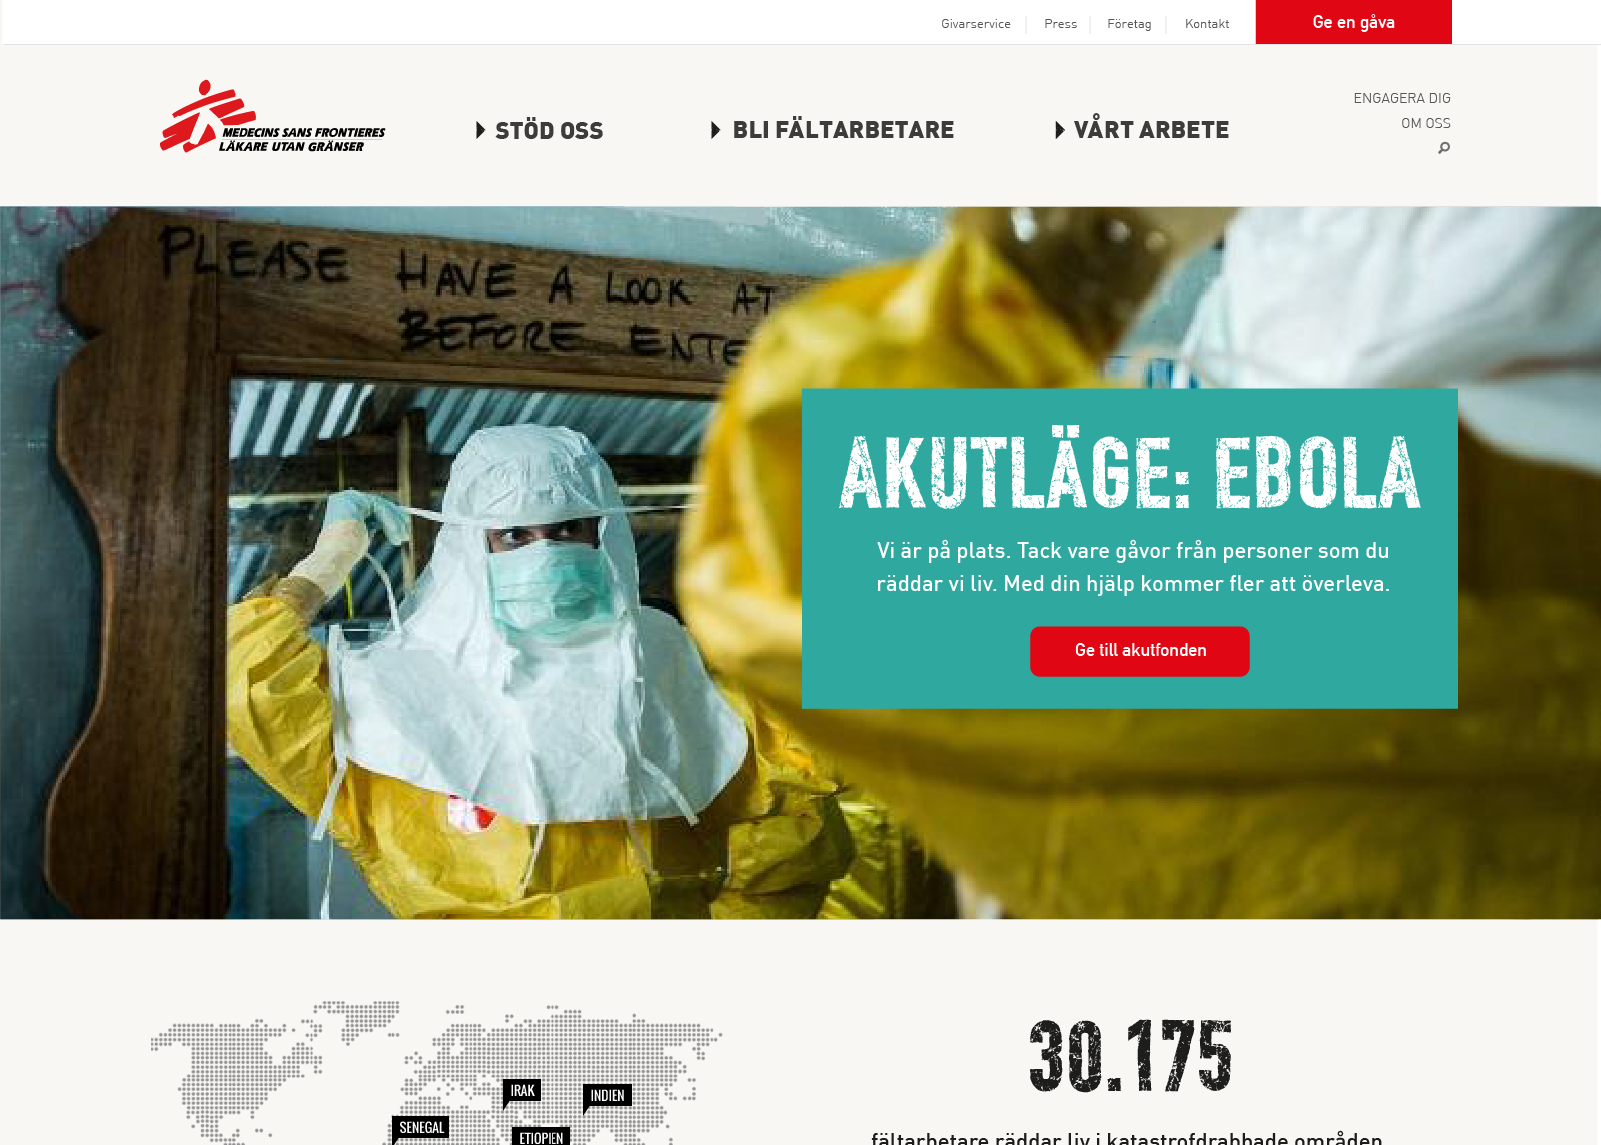 Givarservice
Press
Företag
Kontakt
Ge en gåva
MEDECINS SANS FRONTIERES
LÄKARE UTAN GRÄNSER
STÖD OSS
BLI FÄLTARBETARE
VÅRT ARBETE
ENGAGERA DIG
OM OSS
PLEASE HAVE A LOOK AT
BEFORE ENTE
AKUTLÄGE: EBOLA
Vi är på plats. Tack vare gåvor från personer som du
räddar vi liv. Med din hjälp kommer fler att överleva.
Ge till akutfonden
IRAK
INDIEN
SENEGAL
ETIOPIEN
30.175
fältarbetare räddar liv i katastrofdrabbade områden